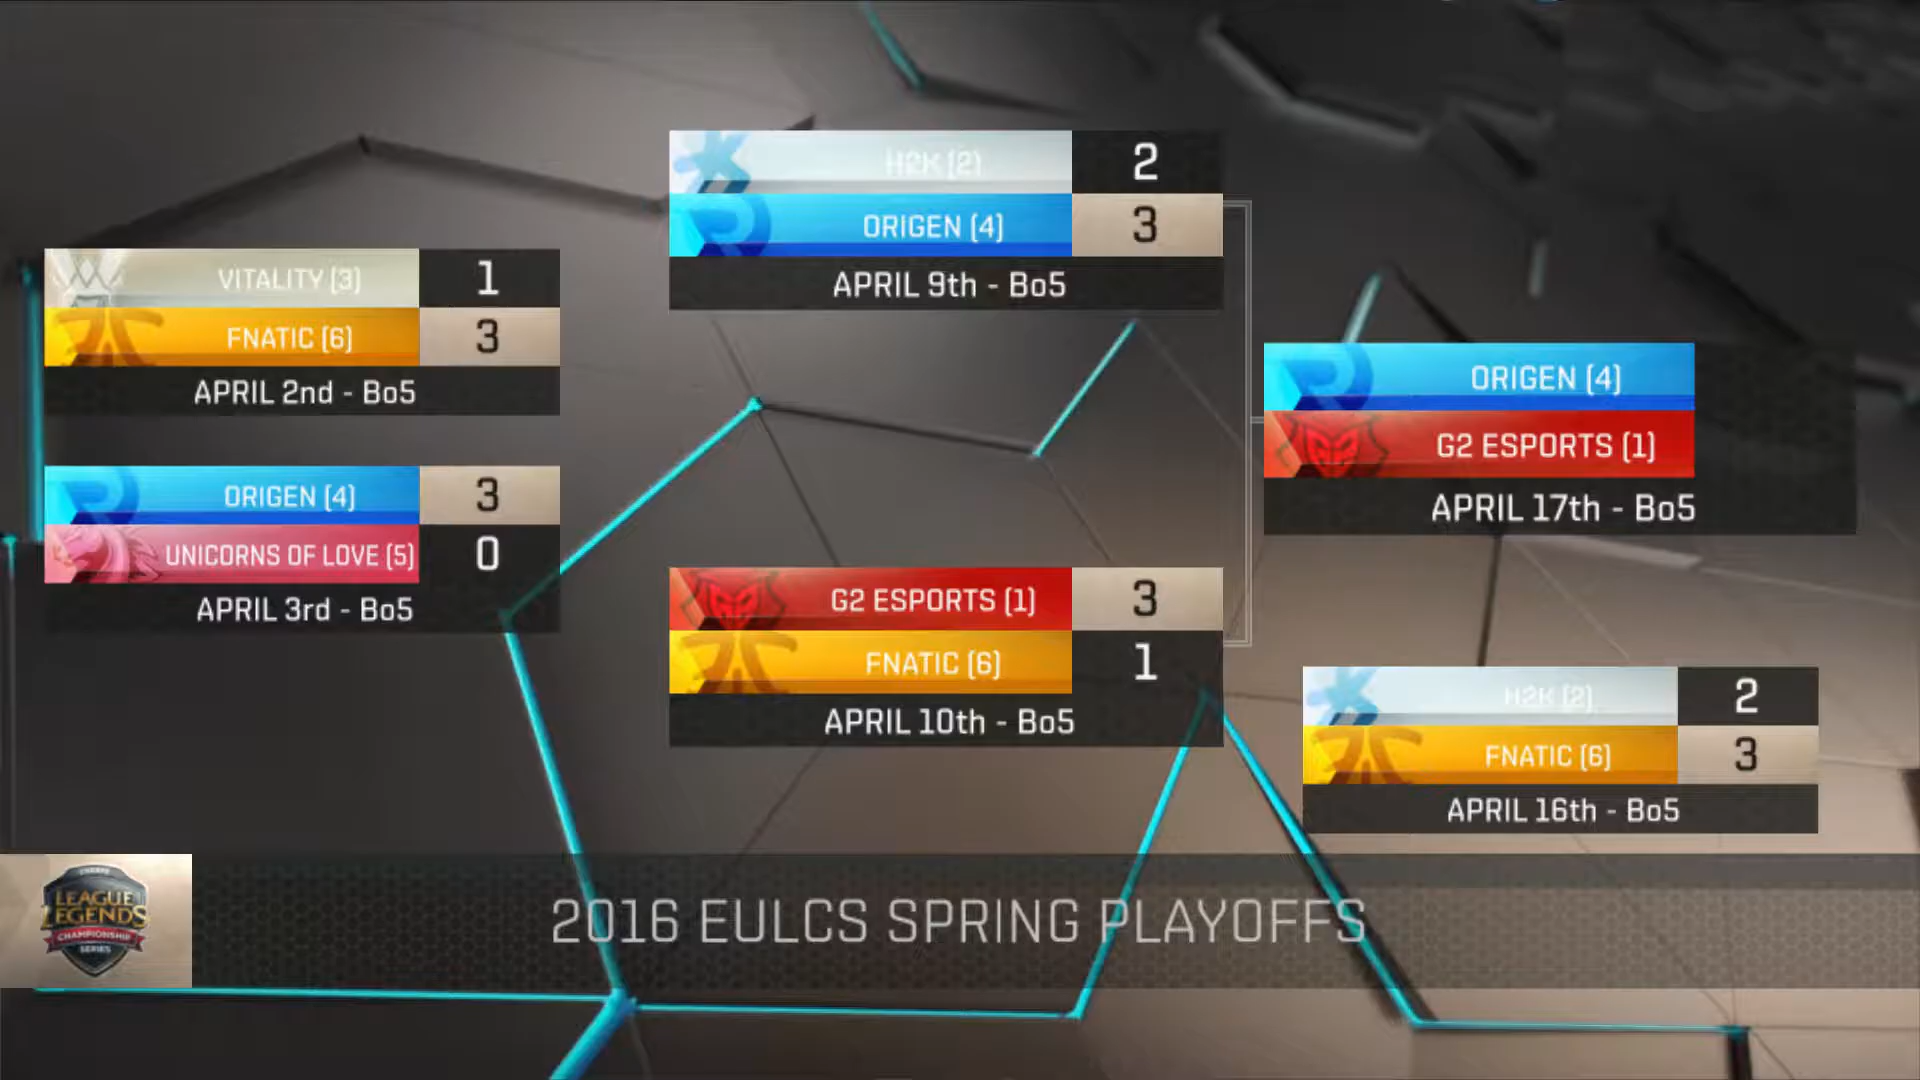 VITALITY (3) 1
FNATIC (6) 3
APRIL 2nd - Bo5
ORIGEN (4) 3
UNICORNS OF LOVE (5) 0
APRIL 3rd - Bo5
H2K (2) 2
ORIGEN (4) 3
APRIL 9th - Bo5
G2 ESPORTS (1) 3
FNATIC (6) 1
APRIL 10th - Bo5
ORIGEN (4)
G2 ESPORTS (1)
APRIL 17th - Bo5
H2K (2) 2
FNATIC (6) 3
APRIL 16th - Bo5
LEAGUE
LEGENDS
CHAMPIONSHIP
SERIES
2016 EULCS SPRING PLAYOFFS